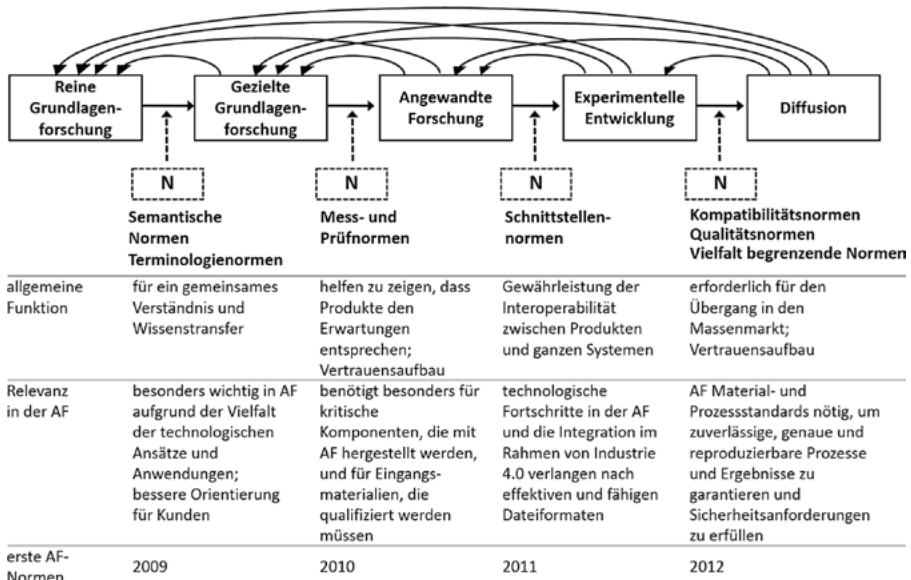 Reine
Grundlagen-
forschung
Gezielte
Grundlagen-
forschung
Angewandte
Forschung
Experimentelle
Entwicklung
Diffusion
N
N
N
N
Semantische
Normen
Terminologienormen
Mess- und
Prüfnormen
Schnittstellen-
normen
Kompatibilitätsnormen
Qualitätsnormen
Vielfalt begrenzende Normen
allgemeine
Funktion
für ein gemeinsames
Verständnis und
Wissenstransfer
helfen zu zeigen, dass
Produkte den
Erwartungen
entsprechen;
Vertrauensaufbau
Gewährleistung der
Interoperabilität
zwischen Produkten
und ganzen Systemen
erforderlich für den
Übergang in den
Massenmarkt;
Vertrauensaufbau
Relevanz
in der AF
besonders wichtig in AF
aufgrund der Vielfalt
der technologischen
Ansätze und
Anwendungen;
bessere Orientierung
für Kunden
benötigt besonders für
kritische
Komponenten, die mit
AF hergestellt werden,
und für Eingangs-
materialien, die
qualifiziert werden
müssen
technologische
Fortschritte in der AF
und die Integration im
Rahmen von Industrie
4.0 verlangen nach
effektiven und fähigen
Dateiformaten
AF Material- und
Prozessstandards nötig, um
zuverlässige, genaue und
reproduzierbare Prozesse
und Ergebnisse zu
garantieren und
Sicherheitsanforderungen
zu erfüllen
erste AF-
Normen
2009
2010
2011
2012